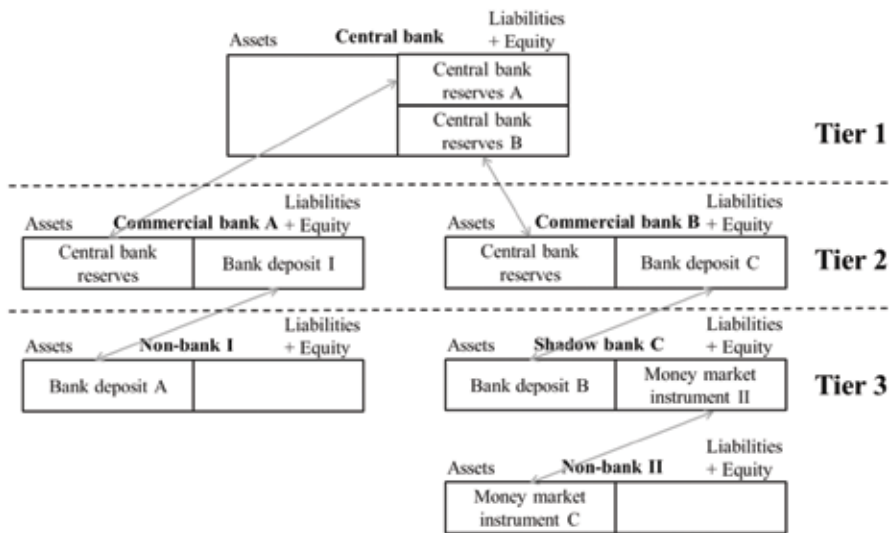 Assets Central bank Liabilities
+ Equity
Central bank
reserves A
Central bank
reserves B
Tier 1
Assets Commercial bank A Liabilities
+ Equity
Central bank
reserves
Bank deposit I
Assets Commercial bank B Liabilities
+ Equity
Central bank
reserves
Bank deposit C
Tier 2
Assets Non-bank I Liabilities
+ Equity
Bank deposit A
Assets Shadow bank C Liabilities
+ Equity
Bank deposit B
Money market
instrument II
Tier 3
Assets Non-bank II Liabilities
+ Equity
Money market
instrument C